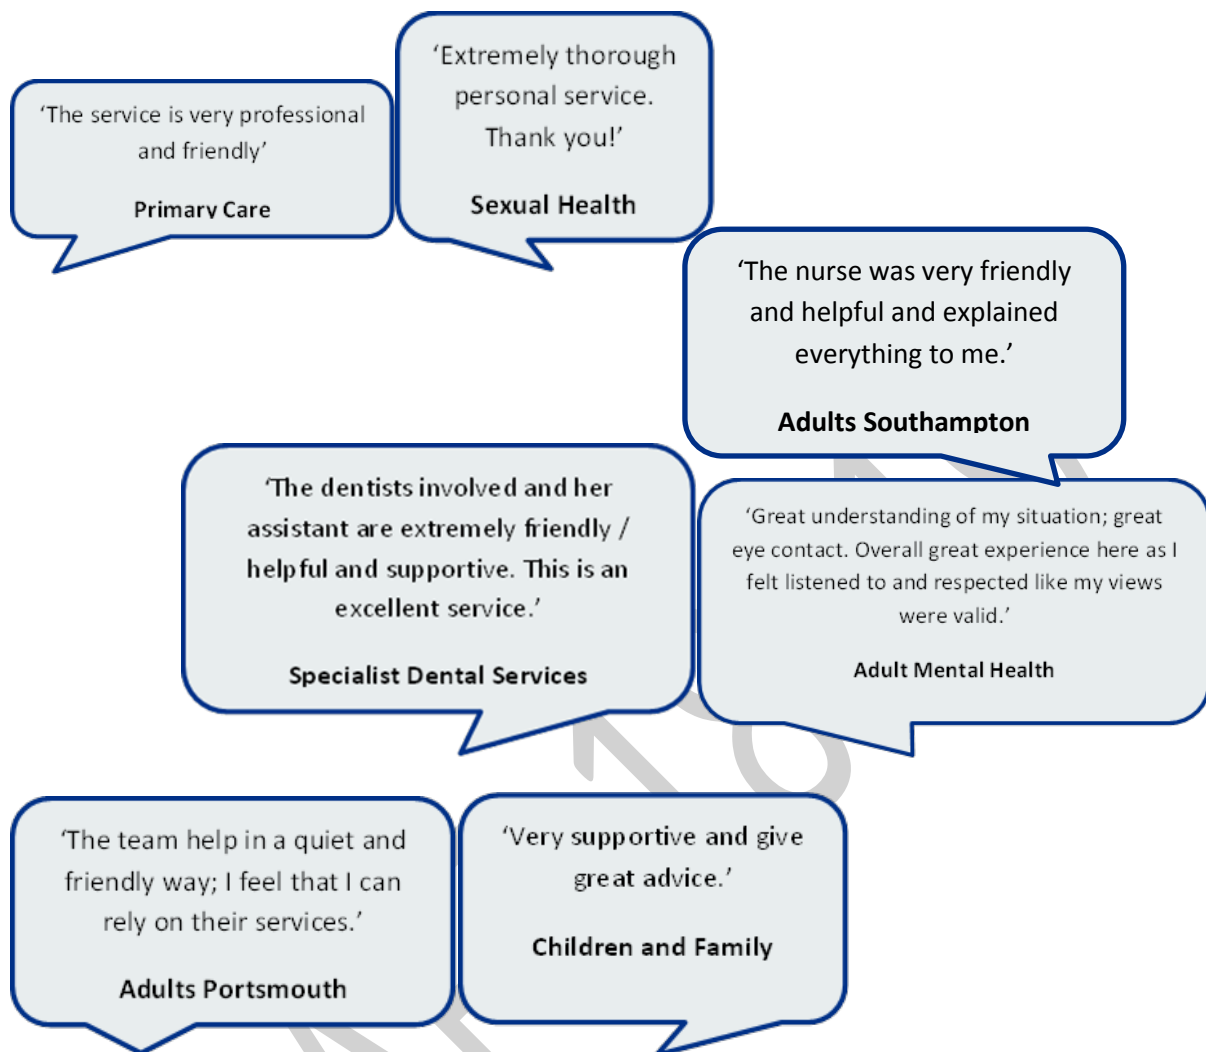 ‘The service is very professional
and friendly’
Primary Care
‘Extremely thorough
personal service.
Thank you!’
Sexual Health
‘The nurse was very friendly
and helpful and explained
everything to me.’
Adults Southampton
‘The dentists involved and her
assistant are extremely friendly /
helpful and supportive. This is an
excellent service.’
Specialist Dental Services
‘Great understanding of my situation; great
eye contact. Overall great experience here as I
felt listened to and respected like my views
were valid.’
Adult Mental Health
‘The team help in a quiet and
friendly way; I feel that I can
rely on their services.’
Adults Portsmouth
‘Very supportive and give
great advice.’
Children and Family